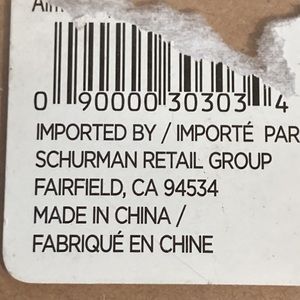 0 90000 30303 4
IMPORTED BY / IMPORTÉ PAR
SCHURMAN RETAIL GROUP
FAIRFIELD, CA 94534
MADE IN CHINA /
FABRIQUÉ EN CHINE